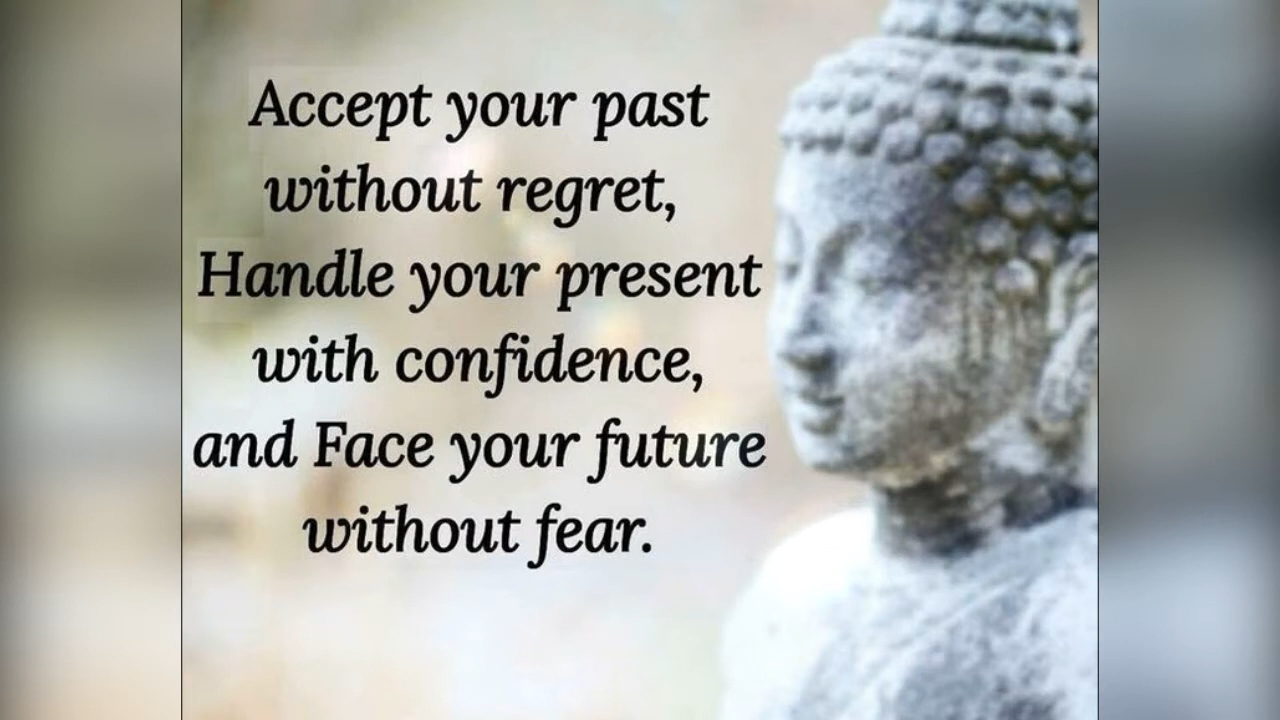 Accept your past
without regret,
Handle your present
with confidence,
and Face your future
without fear.